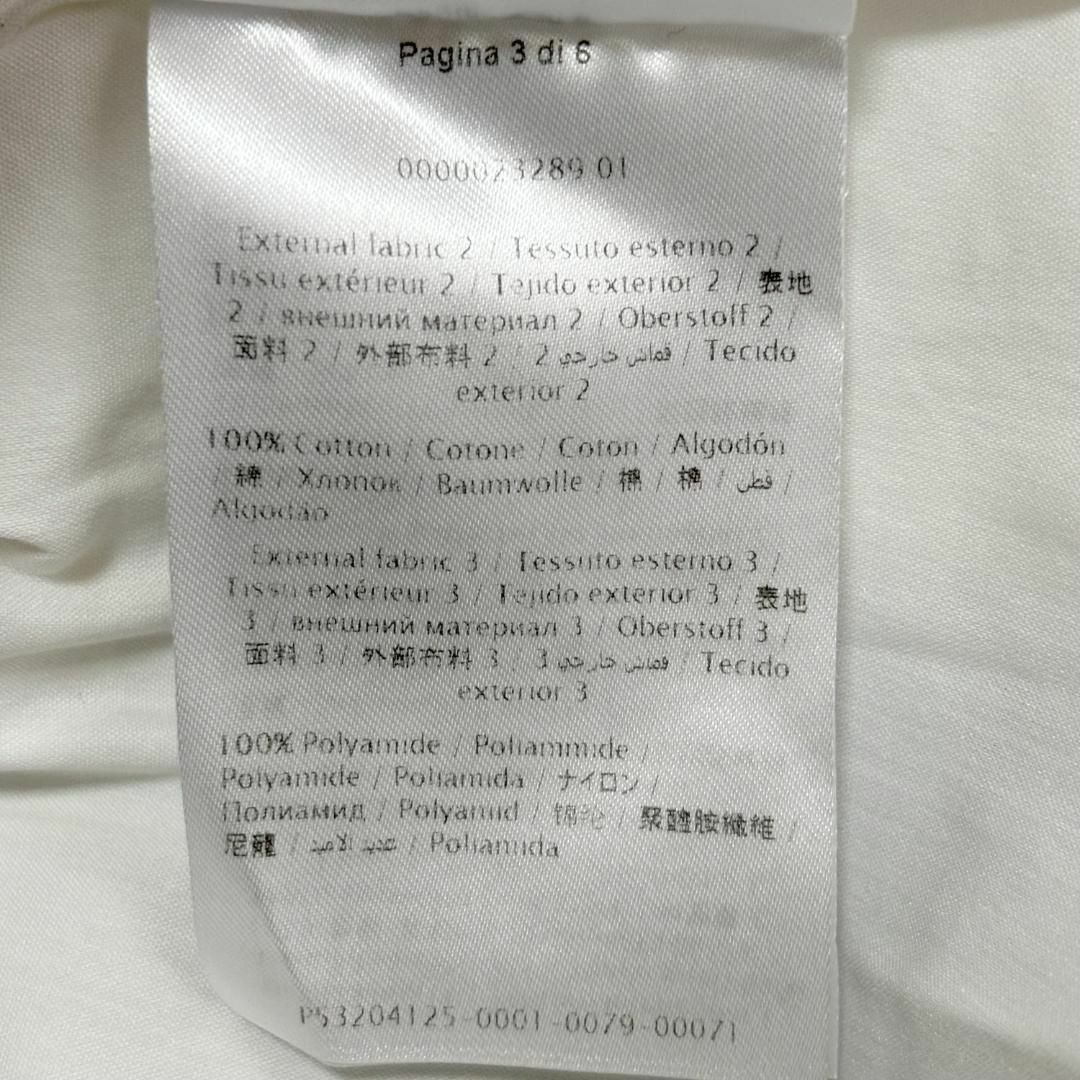 Pagina 3 di 6
0000023289 01
External fabric 2 / Tessuto esterno 2 /
Tissu extérieur 2 / Tejido exterior 2 / 表地
2 / внешний материал 2 / Oberstoff 2 /
面料 2 / 外部布料 2 / قماش خارجي 2 / Tecido
exterior 2
100% Cotton / Cotone / Coton / Algodón
/ 綿 / Хлопок / Baumwolle / 棉 / 棉 / قطن /
Algodão
External fabric 3 / Tessuto esterno 3 /
Tissu extérieur 3 / Tejido exterior 3 / 表地
3 / внешний материал 3 / Oberstoff 3 /
面料 3 / 外部布料 3 / قماش خارجي 3 / Tecido
exterior 3
100% Polyamide / Poliammide /
Polyamide / Poliamida / ナイロン /
Полиамид / Polyamid / 锦纶 / 聚醯胺纖維 /
尼龍 / عديد الاميد / Poliamida
P53204125-0001-0079-00071